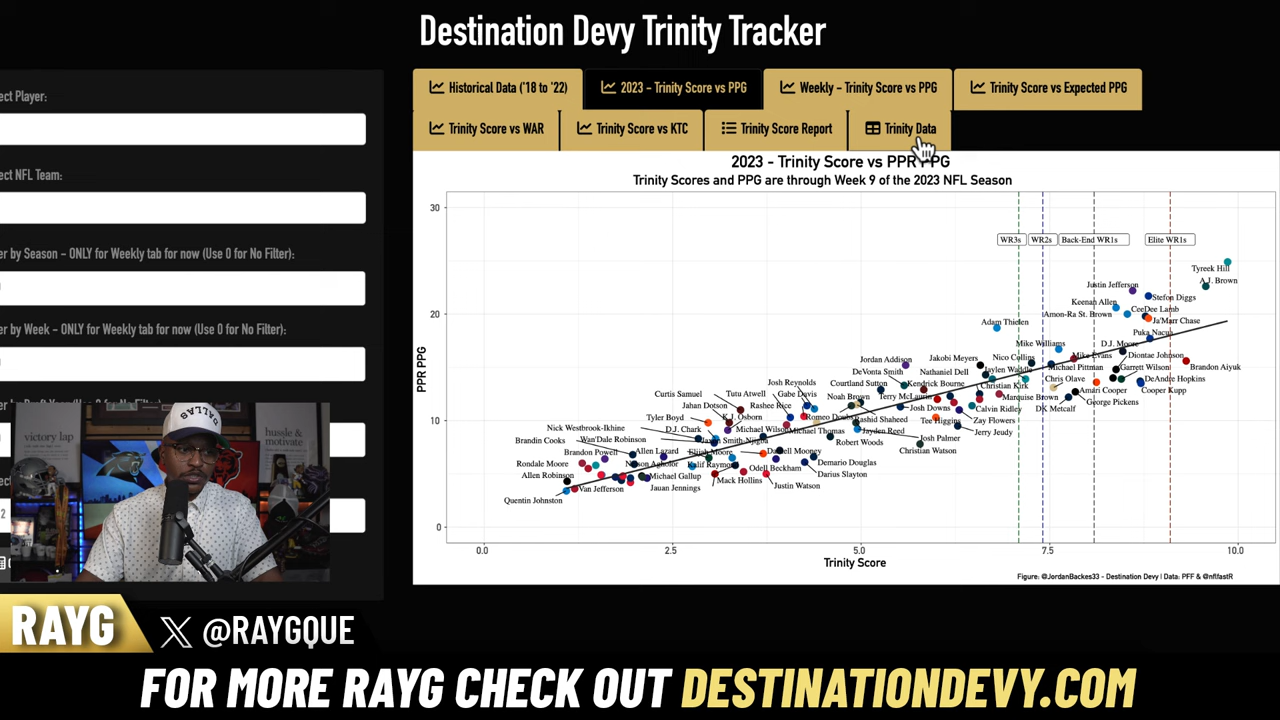 Destination Devy Trinity Tracker
Historical Data ('18 to '22)
2023 - Trinity Score vs PPG
Weekly - Trinity Score vs PPG
Trinity Score vs Expected PPG
Trinity Score vs WAR
Trinity Score vs KTC
Trinity Score Report
Trinity Data
ect Player:
ect NFL Team:
er by Season - ONLY for Weekly tab for now (Use 0 for No Filter):
er by Week - ONLY for Weekly tab for now (Use 0 for No Filter):
2023 - Trinity Score vs PPR PPG
Trinity Scores and PPG are through Week 9 of the 2023 NFL Season
30
20
10
0
PPR PPG
WR3s
WR2s
Back-End WR1s
Elite WR1s
Tyreek Hill
A.J. Brown
Justin Jefferson
Stefon Diggs
Keenan Allen
CeeDee Lamb
Amon-Ra St. Brown
Ja'Marr Chase
Adam Thielen
Puka Nacua
Mike Williams
D.J. Moore
Jordan Addison
Jakobi Meyers
Nico Collins
Mike Evans
Diontae Johnson
DeVonta Smith
Nathaniel Dell
Jaylen Waddle
Michael Pittman
Garrett Wilson
Brandon Aiyuk
Josh Reynolds
Courtland Sutton
Kendrick Bourne
Christian Kirk
Chris Olave
DeAndre Hopkins
Curtis Samuel
Tutu Atwell
Gabe Davis
Noah Brown
Terry McLaurin
Marquise Brown
Amari Cooper
Cooper Kupp
Jahan Dotson
Rashee Rice
Josh Downs
Calvin Ridley
DK Metcalf
George Pickens
Tyler Boyd
K.J. Osborn
Romeo Doubs
Rashid Shaheed
Tee Higgins
Zay Flowers
Nick Westbrook-Ikhine
D.J. Chark
Michael Wilson
Michael Thomas
Jayden Reed
Jerry Jeudy
Brandin Cooks
Wan'Dale Robinson
Jaxon Smith-Njigba
Robert Woods
Josh Palmer
Brandon Powell
Allen Lazard
Elijah Moore
Darnell Mooney
Christian Watson
Rondale Moore
Nelson Agholor
Kalif Raymond
Odell Beckham
Demario Douglas
Allen Robinson
Michael Gallup
Mack Hollins
Darius Slayton
Quentin Johnston
Van Jefferson
Jauan Jennings
Justin Watson
0.0
2.5
5.0
7.5
10.0
Trinity Score
Figure: @JordanBackes33 - Destination Devy | Data: PFF & @nflfastR
victory lap
DALLAS
hustle &
motivate
RAYG
X @RAYGQUE
FOR MORE RAYG CHECK OUT DESTINATIONDEVY.COM